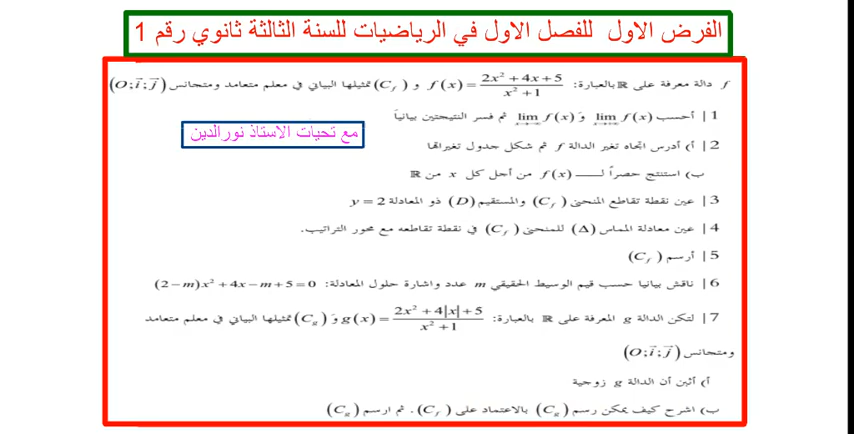 الفرض الاول للفصل الاول في الرياضيات للسنة الثالثة ثانوي رقم 1
f دالة معرفة على ℝ بالعبارة: f(x) = (2x² + 4x + 5)/(x² + 1) و (C_f) تمثيلها البياني في معلم متعامد ومتجانس (O; i⃗; j⃗)
1| أحسب lim f(x) و lim f(x) ثم فسر النتيجتين بيانياً
مع تحيات الاستاذ نورالدين
2| أ) أدرس اتجاه تغير الدالة f ثم شكل جدول تغيراتها
ب) استنتج حصراً لـ f(x) من أجل كل x من ℝ
3| عين نقطة تقاطع المنحنى (C_f) والمستقيم (D) ذو المعادلة y = 2
4| عين معادلة المماس (Δ) للمنحنى (C_f) في نقطة تقاطعه مع محور التراتيب.
5| أرسم (C_f)
6| ناقش بيانيا حسب قيم الوسيط الحقيقي m عدد واشارة حلول المعادلة: (2-m)x² + 4x - m + 5 = 0
7| لتكن الدالة g المعرفة على ℝ بالعبارة: g(x) = (2x² + 4|x| + 5)/(x² + 1) و (C_g) تمثيلها البياني في معلم متعامد
ومتجانس (O; i⃗; j⃗)
أ) أثبن أن الدالة g زوجية
ب) اشرح كيف يمكن رسم (C_g) بالاعتماد على (C_f). ثم ارسم (C_g)